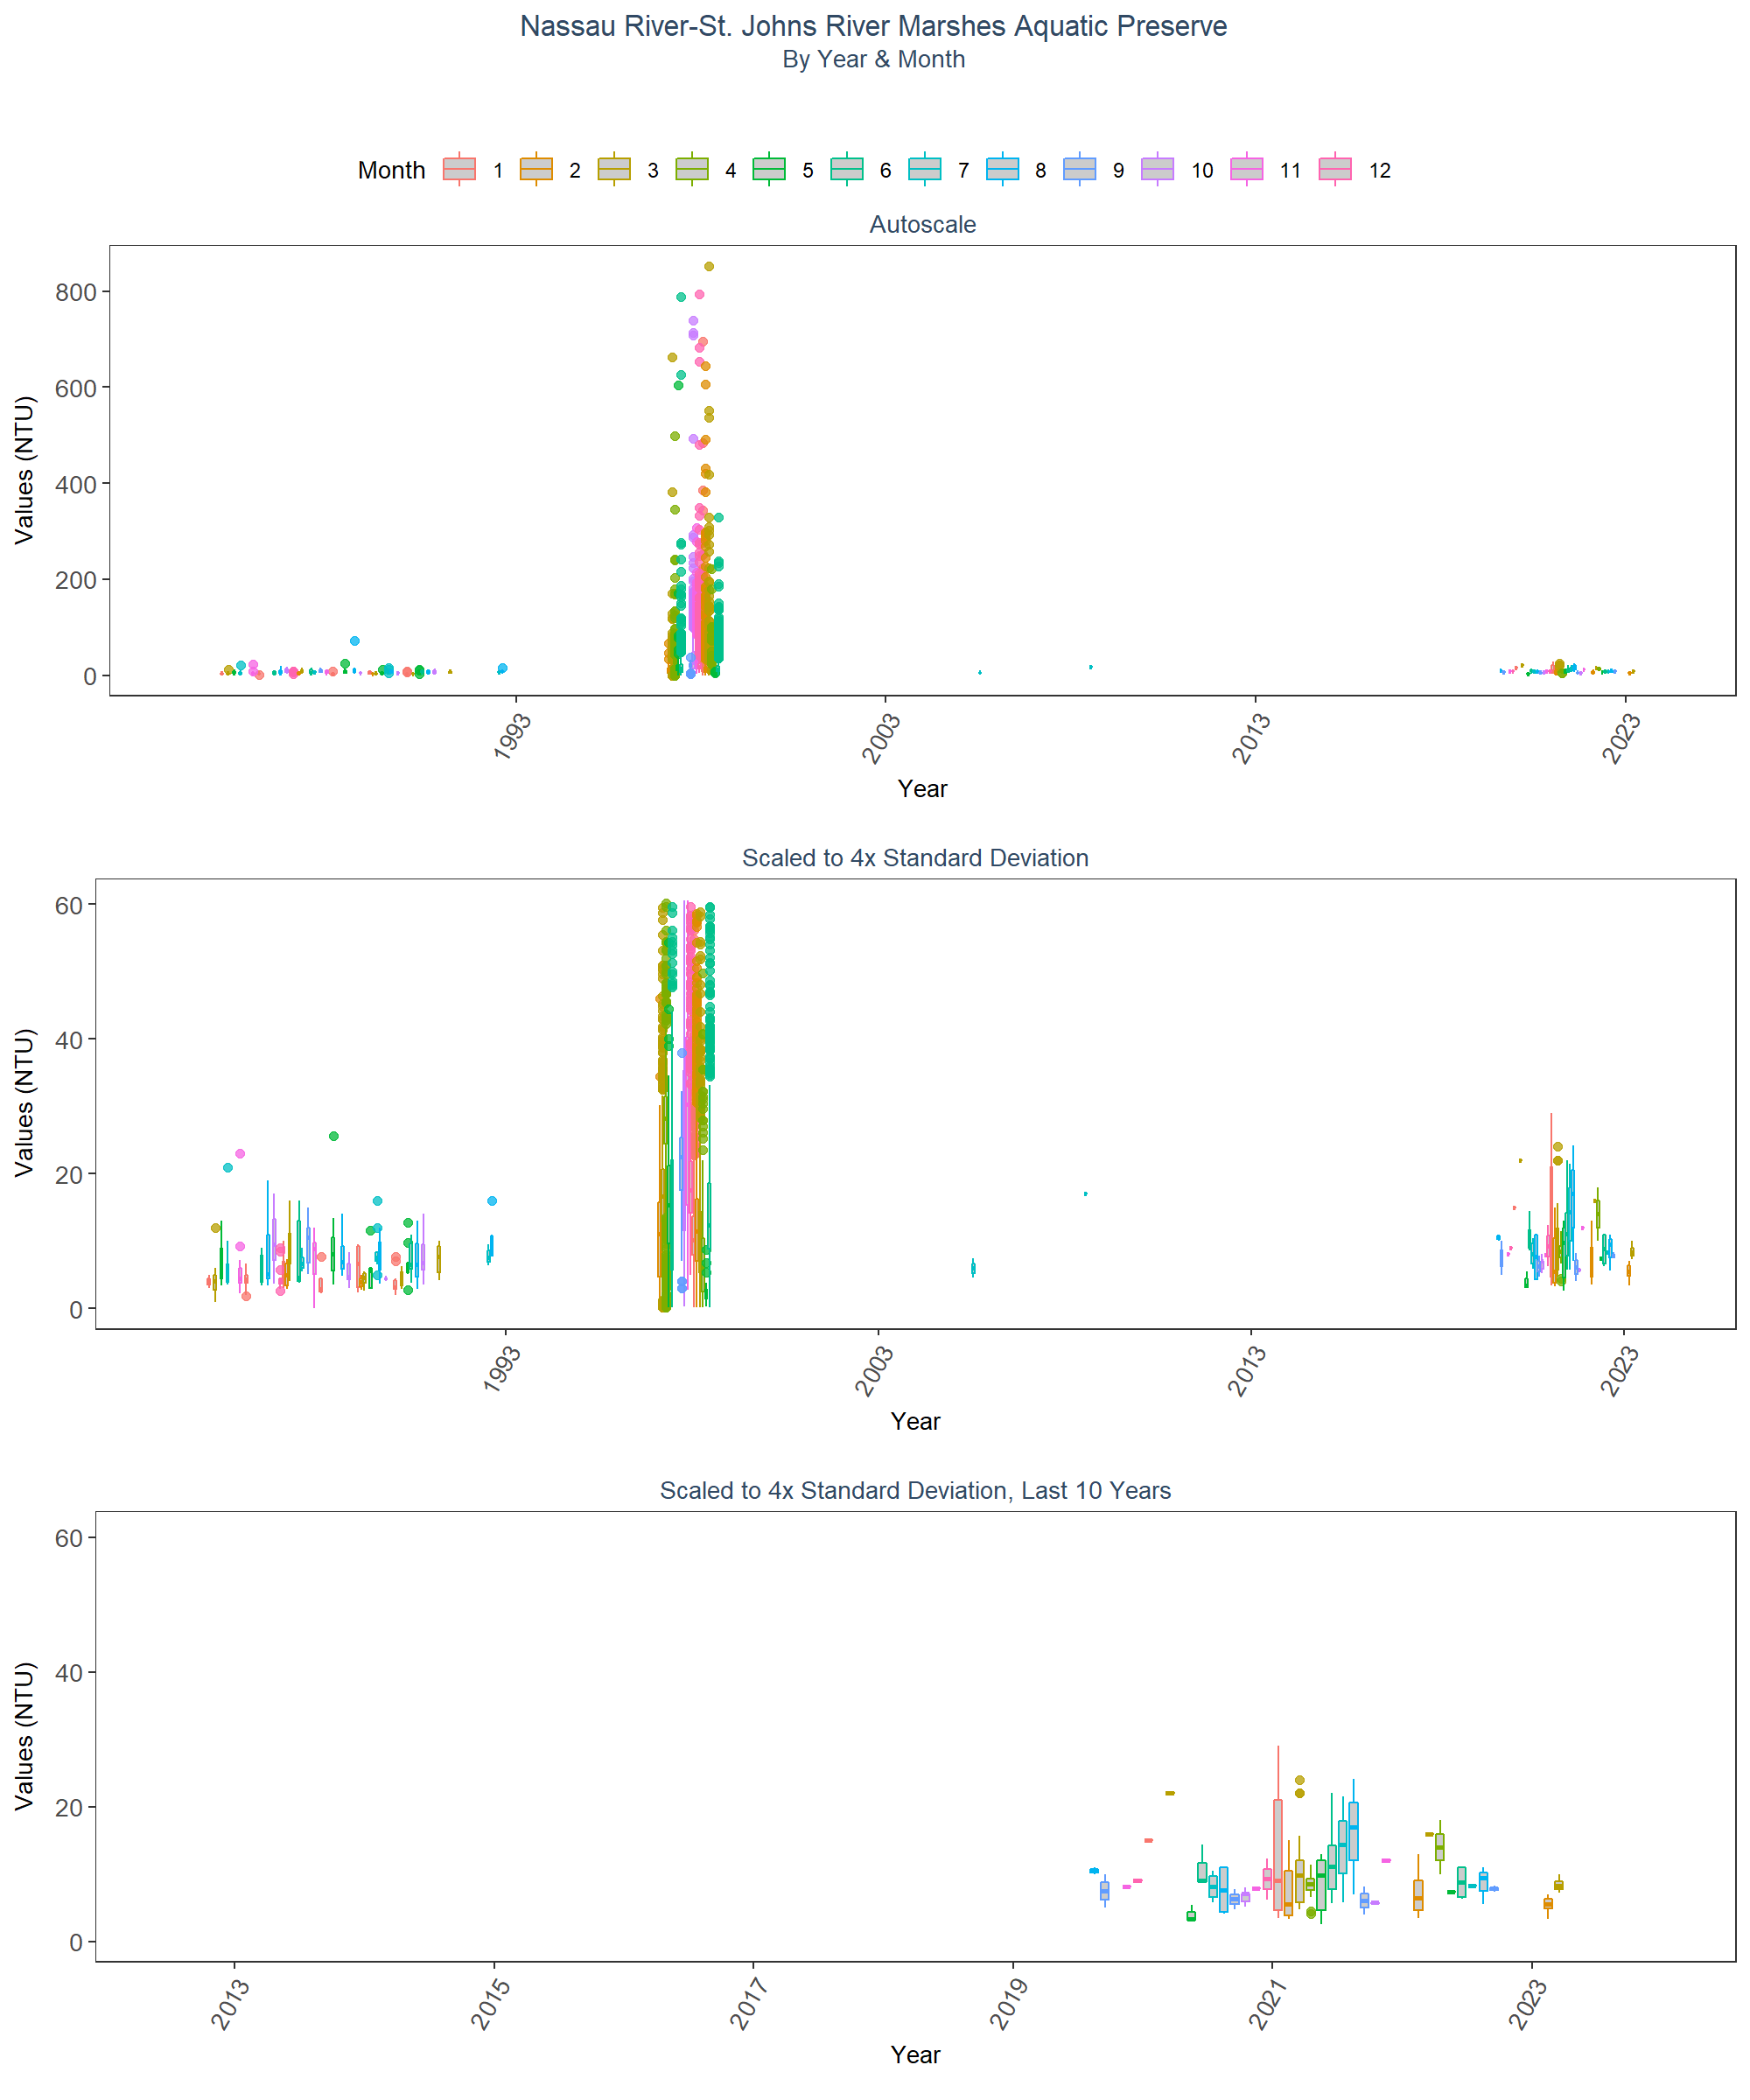 Nassau River-St. Johns River Marshes Aquatic Preserve
By Year & Month
Month 1 2 3 4 5 6 7 8 9 10 11 12
Autoscale
Values (NTU)
800
600
400
200
0
1993 2003 2013 2023
Year
Scaled to 4x Standard Deviation
Values (NTU)
60
40
20
0
1993 2003 2013 2023
Year
Scaled to 4x Standard Deviation, Last 10 Years
Values (NTU)
60
40
20
0
2013 2015 2017 2019 2021 2023
Year